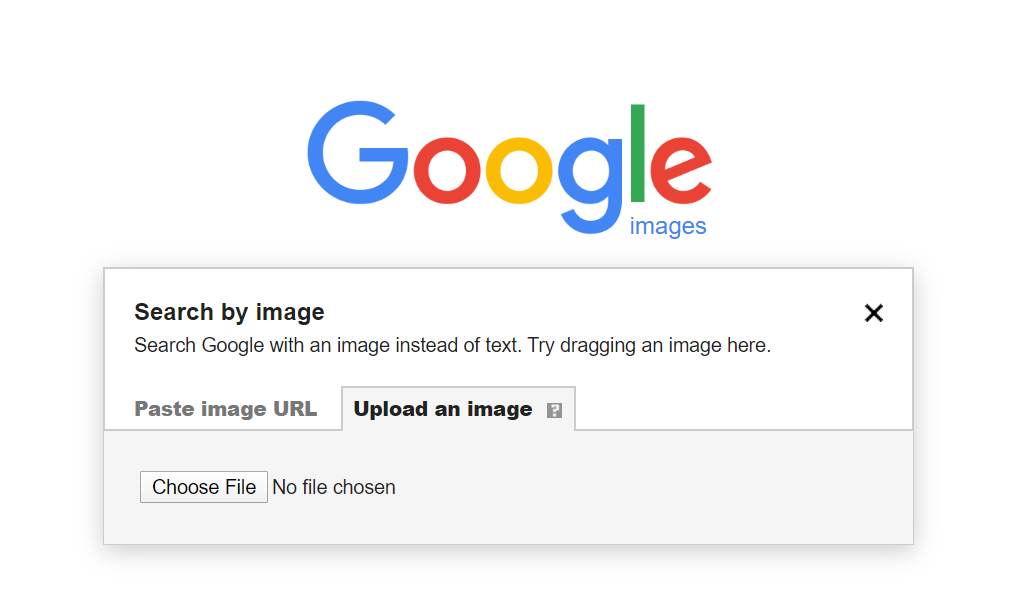 Google
images
Search by image
Search Google with an image instead of text. Try dragging an image here.
Paste image URL Upload an image ?
Choose File No file chosen